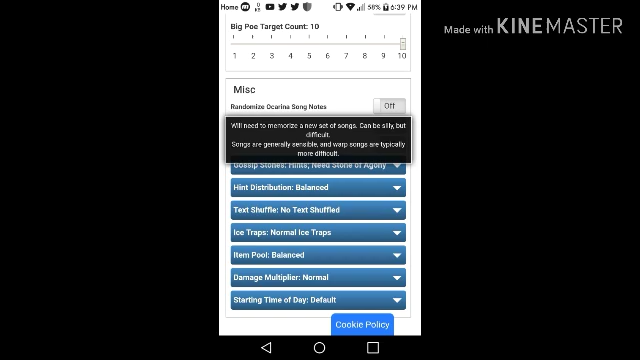 Home
58% 6:39 PM
Made with KINEMASTER
Big Poe Target Count: 10
1 2 3 4 5 6 7 8 9 10
Misc
Randomize Ocarina Song Notes
Off
Will need to memorize a new set of songs. Can be silly, but
difficult.
Songs are generally sensible, and warp songs are typically
more difficult.
Gossip Stones: Hints; Need Stone of Agony
Hint Distribution: Balanced
Text Shuffle: No Text Shuffled
Ice Traps: Normal Ice Traps
Item Pool: Balanced
Damage Multiplier: Normal
Starting Time of Day: Default
Cookie Policy